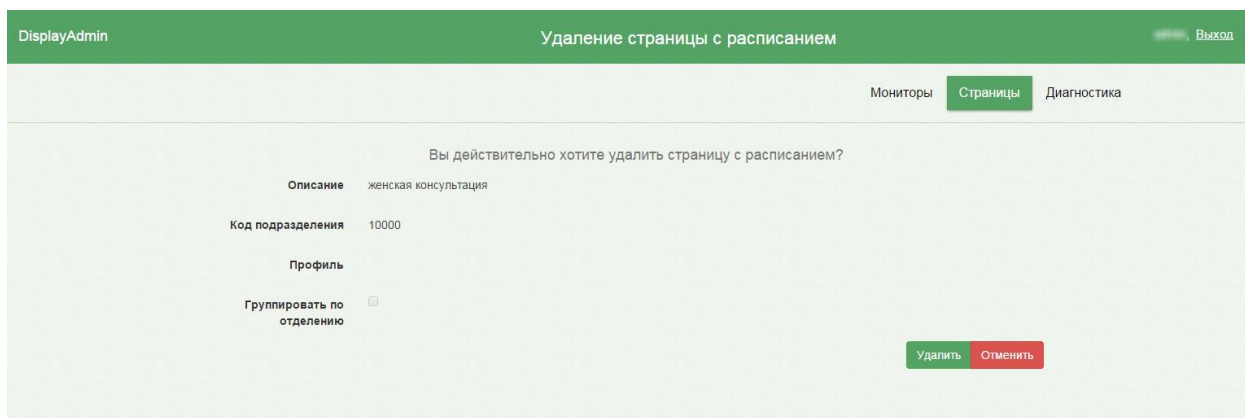 DisplayAdmin
Удаление страницы с расписанием
, Выход
Мониторы
Страницы
Диагностика
Вы действительно хотите удалить страницу с расписанием?
Описание женская консультация
Код подразделения 10000
Профиль
Группировать по
отделению
Удалить Отменить